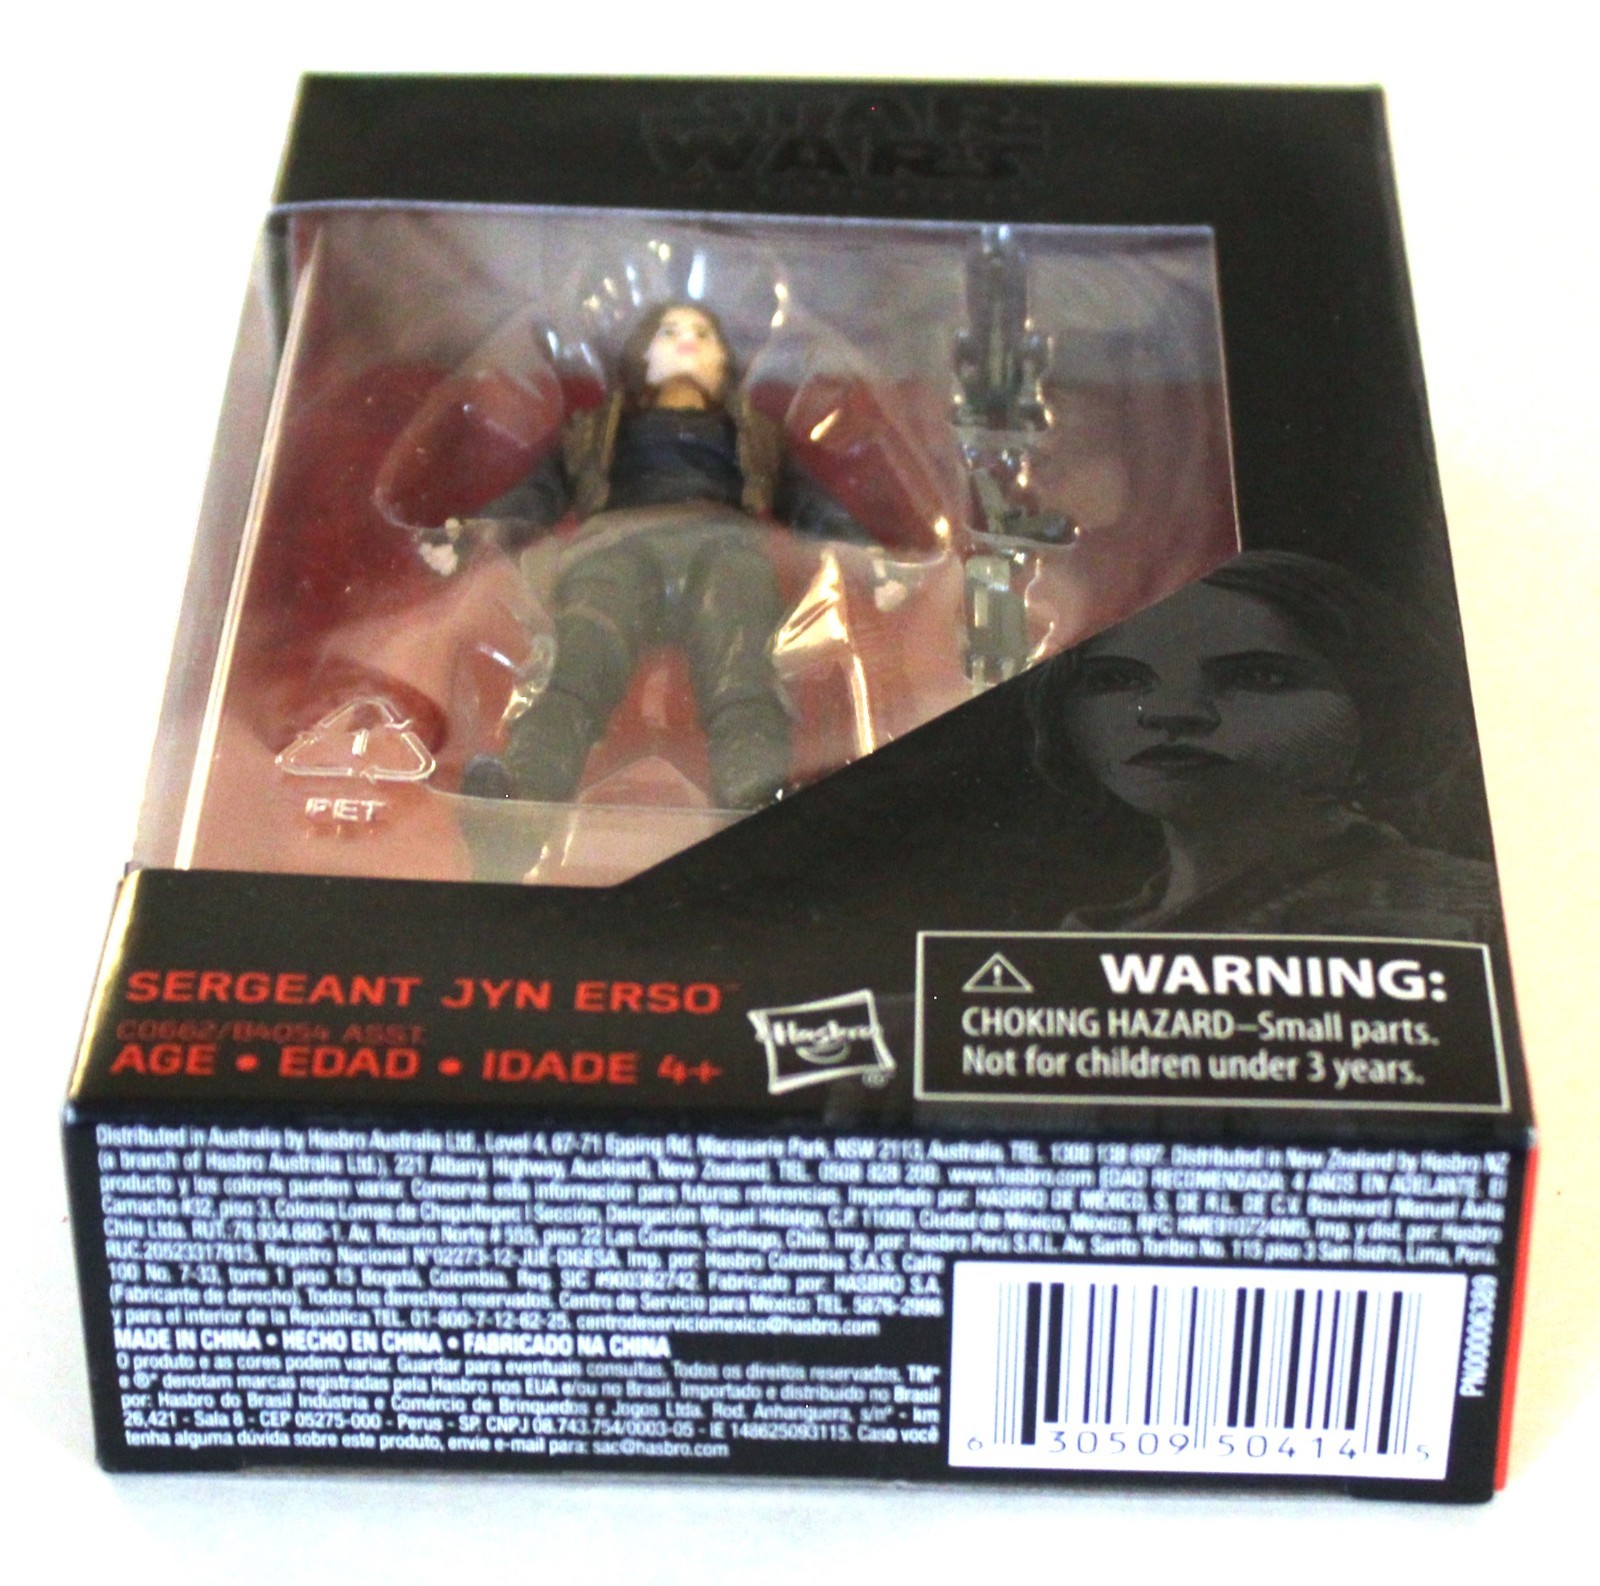 STAR
WARS
1
PET
SERGEANT JYN ERSO
C0662/B4054 ASST.
AGE • EDAD • IDADE 4+
Hasbro
WARNING:
CHOKING HAZARD–Small parts.
Not for children under 3 years.
Distributed in Australia by Hasbro Australia Ltd., Level 4, 67-71 Epping Rd, Macquarie Park, NSW 2113, Australia. TEL. 1300 138 697. Distributed in New Zealand by Hasbro NZ
(a branch of Hasbro Australia Ltd.), 221 Albany Highway, Auckland, New Zealand. TEL. 0508 828 200. www.hasbro.com EDAD RECOMENDADA: 4 AÑOS EN ADELANTE. El
producto y los colores pueden variar. Conserve esta información para futuras referencias. Importado por: HASBRO DE MEXICO, S. DE R.L. DE C.V. Boulevard Manuel Ávila
Camacho #32, piso 3, Colonia Lomas de Chapultepec I Sección, Delegación Miguel Hidalgo, C.P. 11000, Ciudad de México, México. RFC: HME910724IM6. Imp. y dist. por: Hasbro
Chile Ltda. RUT.:78.934.680-1. Av. Rosario Norte # 555, piso 22 Las Condes, Santiago, Chile. Imp. por: Hasbro Perú S.R.L. Av. Santo Toribio No. 115 piso 3 San Isidro, Lima, Perú.
RUC.20523317815. Registro Nacional N°02273-12-JUE-DIGESA. Imp. por: Hasbro Colombia S.A.S. Calle
100 No. 7-33, torre 1 piso 15 Bogotá, Colombia. Reg. SIC #900362742. Fabricado por: HASBRO S.A.
(Fabricante de derecho). Todos los derechos reservados. Centro de Servicio para México: TEL. 5876-2998
y para el interior de la República TEL. 01-800-7-12-62-25. centrodeserviciomexico@hasbro.com
MADE IN CHINA • HECHO EN CHINA • FABRICADO NA CHINA
O produto e as cores podem variar. Guardar para eventuais consultas. Todos os direitos reservados. TM*
e ®* denotam marcas registradas pela Hasbro nos EUA e/ou no Brasil. Importado e distribuído no Brasil
por: Hasbro do Brasil Indústria e Comércio de Brinquedos e Jogos Ltda. Rod. Anhanguera, s/nº - km
26,421 - Sala 8 - CEP 05275-000 - Perus - SP. CNPJ 08.743.754/0003-05 - IE 148625093115. Caso você
tenha alguma dúvida sobre este produto, envie e-mail para: sac@hasbro.com
6 30509 50414 5
PN00006389